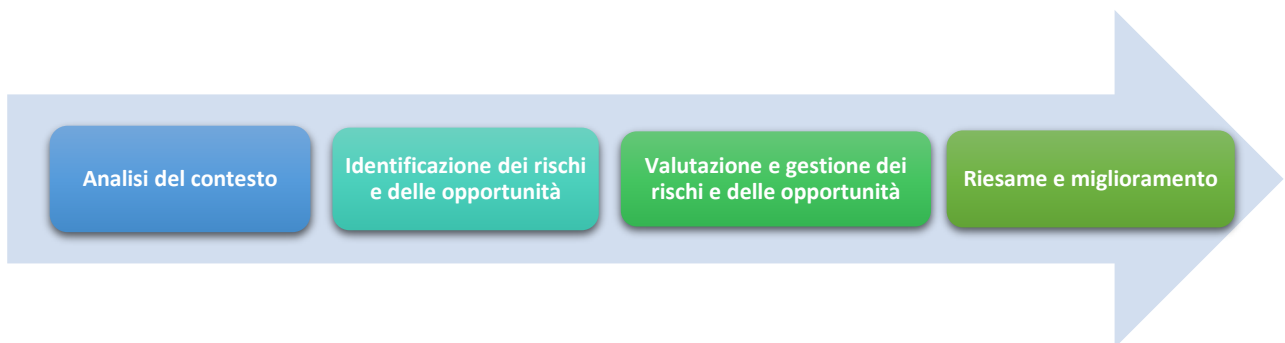 Analisi del contesto
Identificazione dei rischi
e delle opportunità
Valutazione e gestione dei
rischi e delle opportunità
Riesame e miglioramento